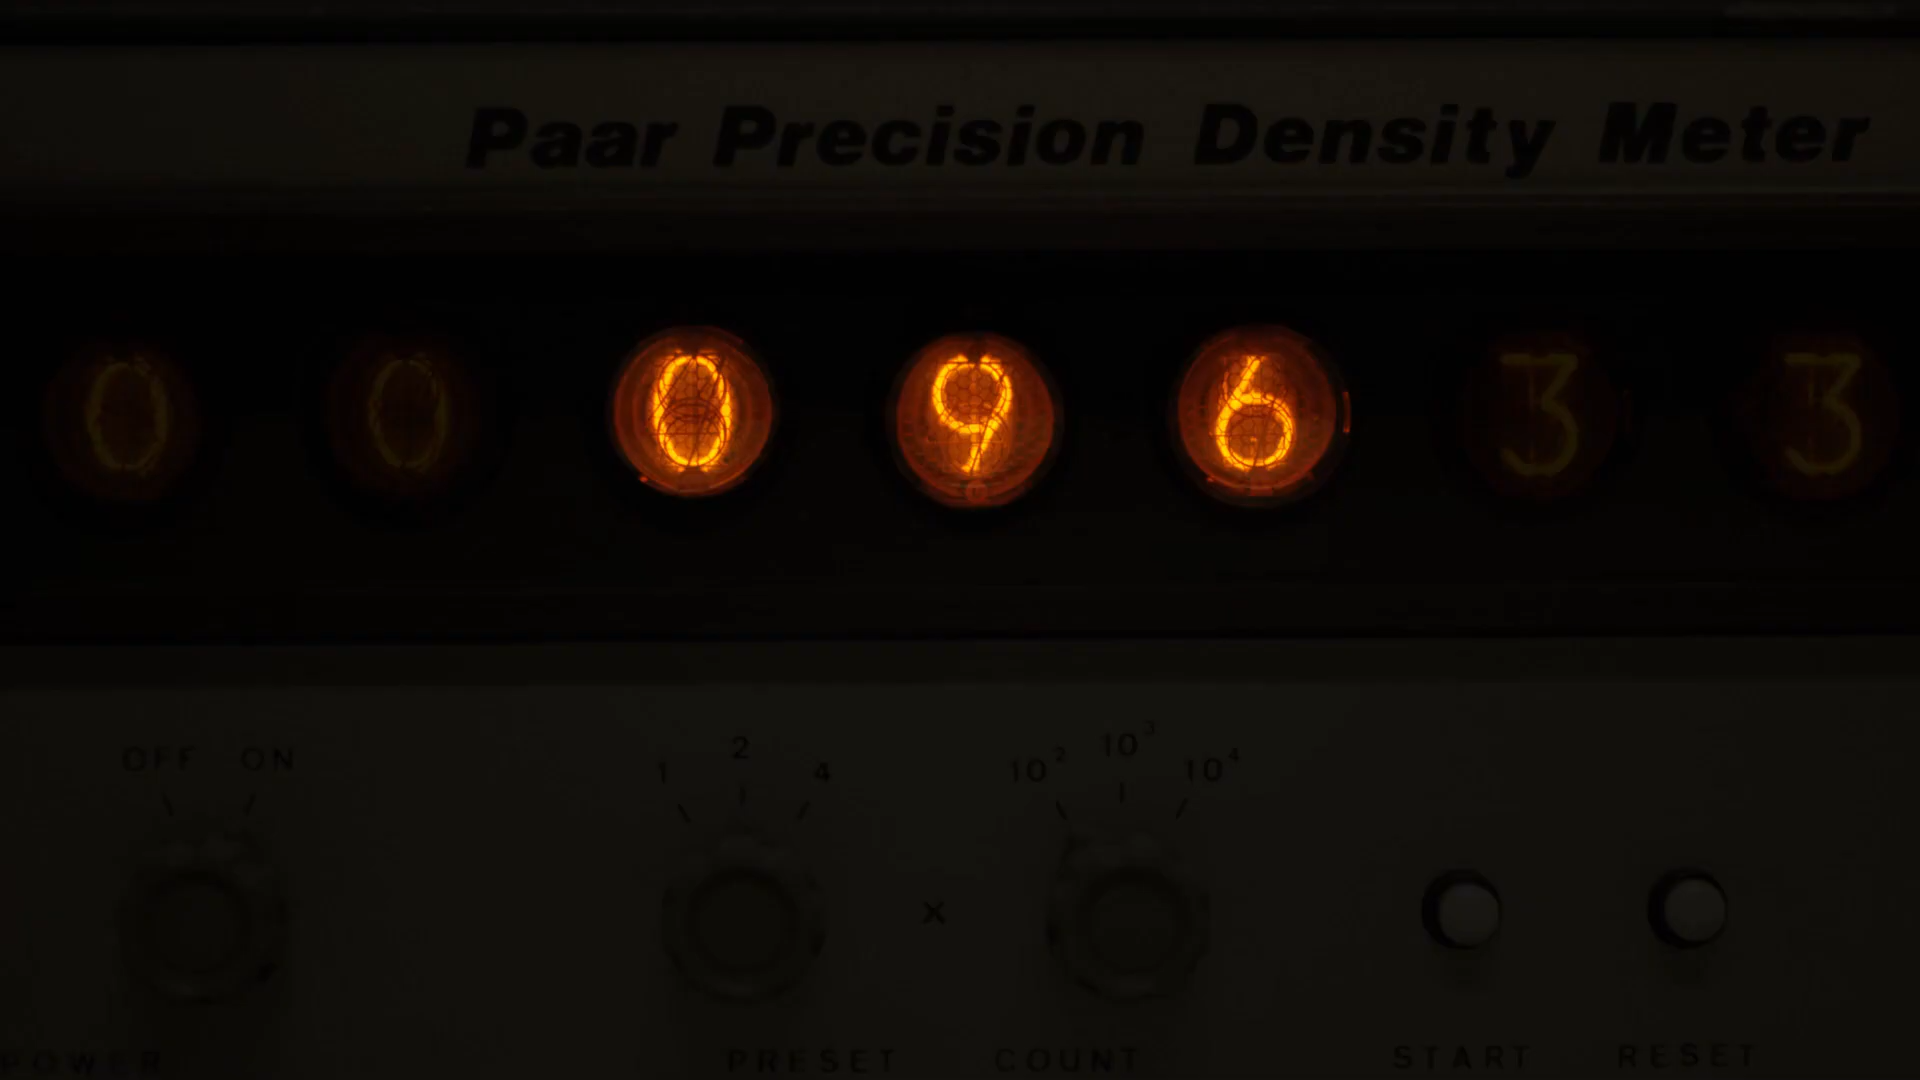 Paar Precision Density Meter
0 0 8 9 6 3 3
OFF ON
1 2 4
10² 10³ 10⁴
×
POWER PRESET COUNT START RESET